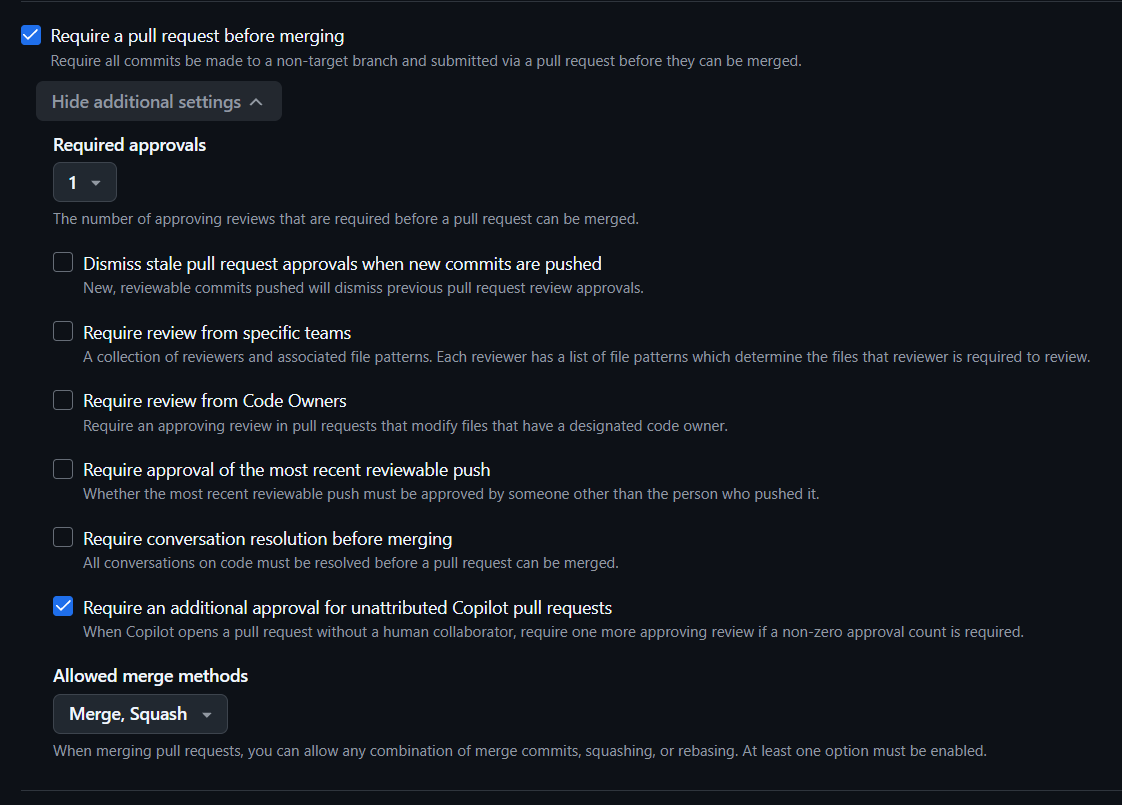 Require a pull request before merging
Require all commits be made to a non-target branch and submitted via a pull request before they can be merged.
Hide additional settings
Required approvals
1
The number of approving reviews that are required before a pull request can be merged.
Dismiss stale pull request approvals when new commits are pushed
New, reviewable commits pushed will dismiss previous pull request review approvals.
Require review from specific teams
A collection of reviewers and associated file patterns. Each reviewer has a list of file patterns which determine the files that reviewer is required to review.
Require review from Code Owners
Require an approving review in pull requests that modify files that have a designated code owner.
Require approval of the most recent reviewable push
Whether the most recent reviewable push must be approved by someone other than the person who pushed it.
Require conversation resolution before merging
All conversations on code must be resolved before a pull request can be merged.
Require an additional approval for unattributed Copilot pull requests
When Copilot opens a pull request without a human collaborator, require one more approving review if a non-zero approval count is required.
Allowed merge methods
Merge, Squash
When merging pull requests, you can allow any combination of merge commits, squashing, or rebasing. At least one option must be enabled.